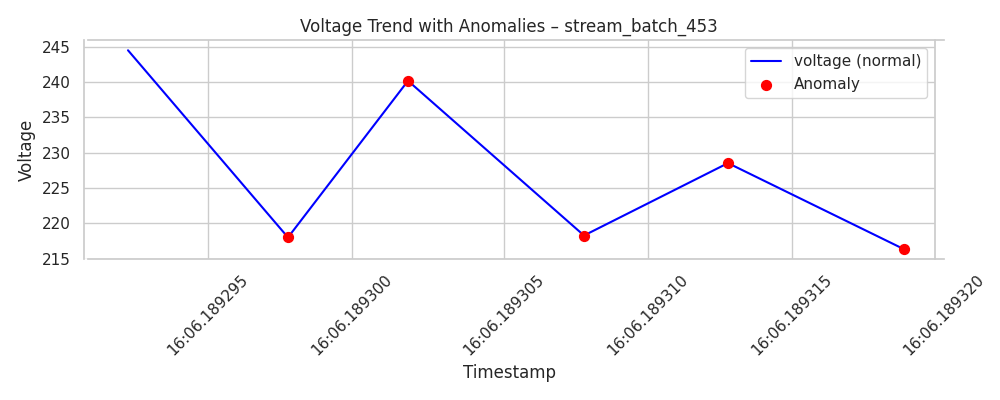 Voltage Trend with Anomalies – stream_batch_453
voltage (normal)
Anomaly
Voltage
245
240
235
230
225
220
215
16:06.189295
16:06.189300
16:06.189305
16:06.189310
16:06.189315
16:06.189320
Timestamp